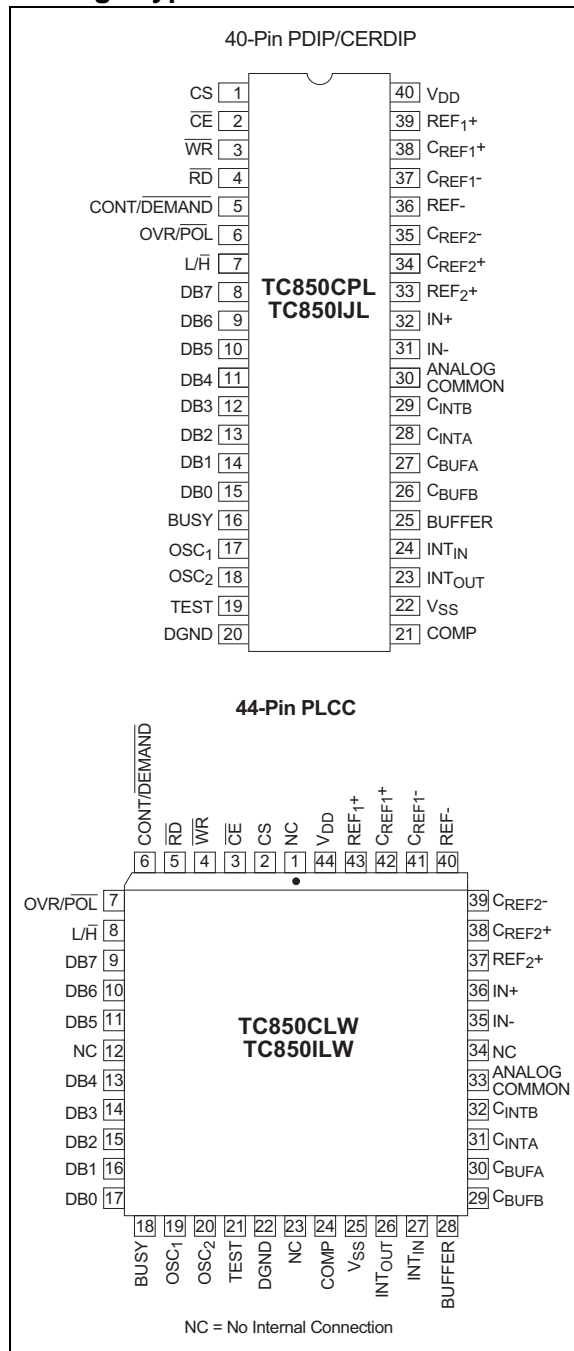 40-Pin PDIP/CERDIP
CS 1
CE 2
WR 3
RD 4
CONT/DEMAND 5
OVR/POL 6
L/H 7
DB7 8
DB6 9
DB5 10
DB4 11
DB3 12
DB2 13
DB1 14
DB0 15
BUSY 16
OSC1 17
OSC2 18
TEST 19
DGND 20
TC850CPL
TC850IJL
40 VDD
39 REF1+
38 CREF1+
37 CREF1-
36 REF-
35 CREF2-
34 CREF2+
33 REF2+
32 IN+
31 IN-
30 ANALOG
COMMON
29 CINTB
28 CINTA
27 CBUFA
26 CBUFB
25 BUFFER
24 INTIN
23 INTOUT
22 VSS
21 COMP
44-Pin PLCC
CONT/DEMAND
RD
WR
CE
CS
NC
VDD
REF1+
CREF1+
CREF1-
REF-
6 5 4 3 2 1 44 43 42 41 40
OVR/POL 7
L/H 8
DB7 9
DB6 10
DB5 11
NC 12
DB4 13
DB3 14
DB2 15
DB1 16
DB0 17
TC850CLW
TC850ILW
39 CREF2-
38 CREF2+
37 REF2+
36 IN+
35 IN-
34 NC
33 ANALOG
COMMON
32 CINTB
31 CINTA
30 CBUFA
29 CBUFB
18 19 20 21 22 23 24 25 26 27 28
BUSY
OSC1
OSC2
TEST
DGND
NC
COMP
VSS
INTOUT
INTIN
BUFFER
NC = No Internal Connection